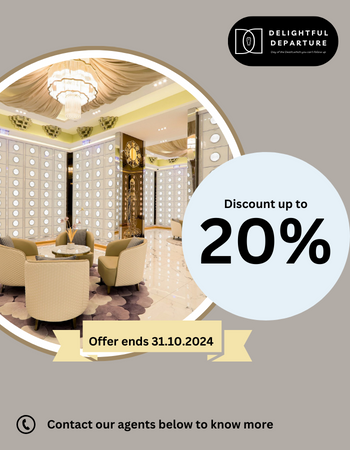 DELIGHTFUL
DEPARTURE
Discount up to
20%
Offer ends 31.10.2024
Contact our agents below to know more